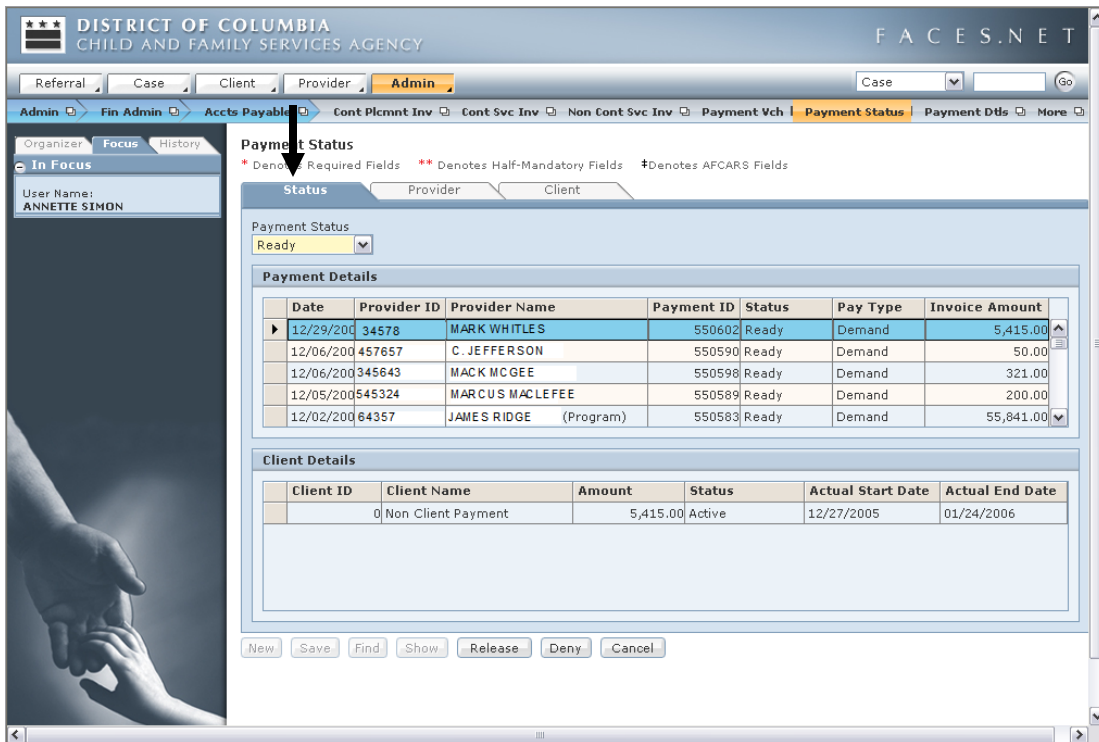 DISTRICT OF COLUMBIA
CHILD AND FAMILY SERVICES AGENCY
FACES.NET
Referral Case Client Provider Admin Case Go
Admin Fin Admin Accts Payable Cont Plcmnt Inv Cont Svc Inv Non Cont Svc Inv Payment Vch Payment Status Payment Dtls More
Organizer Focus History
In Focus
User Name:
ANNETTE SIMON
Payment Status
* Denotes Required Fields ** Denotes Half-Mandatory Fields ‡Denotes AFCARS Fields
Status Provider Client
Payment Status
Ready
Payment Details
Date Provider ID Provider Name Payment ID Status Pay Type Invoice Amount
12/29/200 34578 MARK WHITLES 550602 Ready Demand 5,415.00
12/06/200 457657 C. JEFFERSON 550590 Ready Demand 50.00
12/06/200 345643 MACK MCGEE 550598 Ready Demand 321.00
12/05/200 545324 MARCUS MACLEFEE 550589 Ready Demand 200.00
12/02/200 64357 JAMES RIDGE (Program) 550583 Ready Demand 55,841.00
Client Details
Client ID Client Name Amount Status Actual Start Date Actual End Date
0 Non Client Payment 5,415.00 Active 12/27/2005 01/24/2006
New Save Find Show Release Deny Cancel